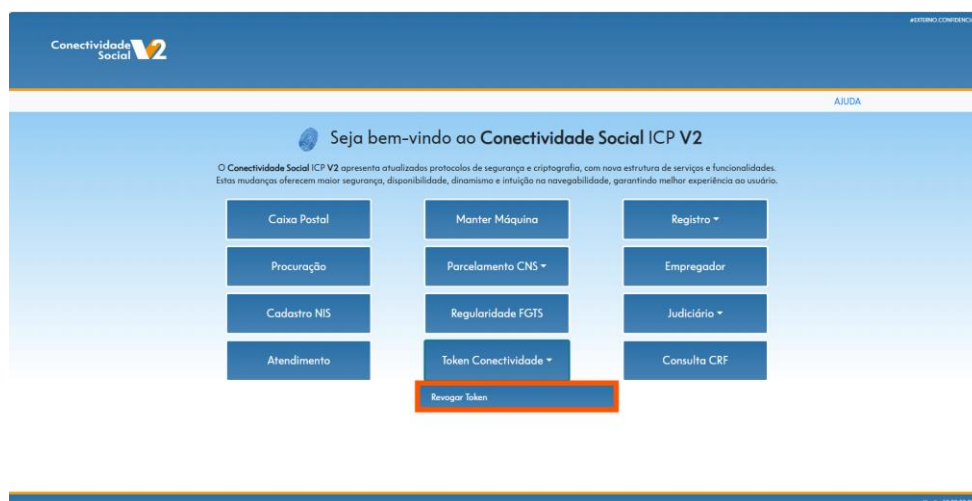 #EXTERNO.CONFIDENCI
Conectividade
Social V2
AJUDA
Seja bem-vindo ao Conectividade Social ICP V2
O Conectividade Social ICP V2 apresenta atualizados protocolos de segurança e criptografia, com nova estrutura de serviços e funcionalidades.
Estas mudanças oferecem maior segurança, disponibilidade, dinamismo e intuição na navegabilidade, garantindo melhor experiência ao usuário.
Caixa Postal
Manter Máquina
Registro
Procuração
Parcelamento CNS
Empregador
Cadastro NIS
Regularidade FGTS
Judiciário
Atendimento
Token Conectividade
Consulta CRF
Revogar Token